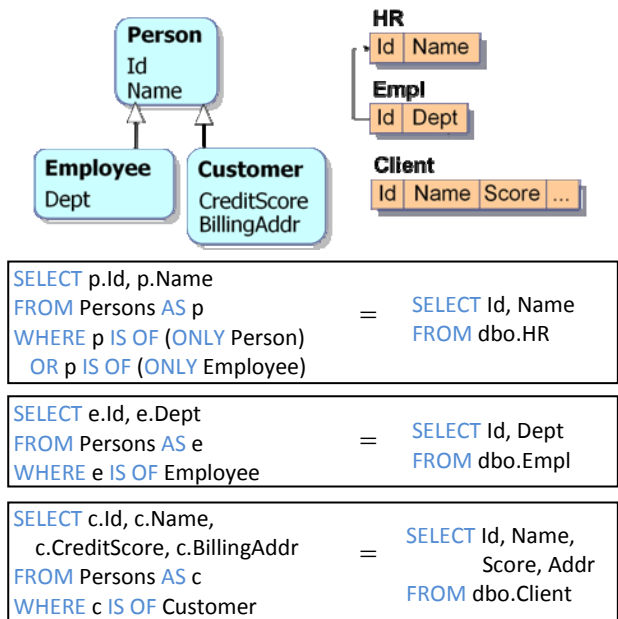 Person
Id
Name
Employee
Dept
Customer
CreditScore
BillingAddr
HR
Id Name
Empl
Id Dept
Client
Id Name Score ...
SELECT p.Id, p.Name
FROM Persons AS p
WHERE p IS OF (ONLY Person)
OR p IS OF (ONLY Employee)
=
SELECT Id, Name
FROM dbo.HR
SELECT e.Id, e.Dept
FROM Persons AS e
WHERE e IS OF Employee
=
SELECT Id, Dept
FROM dbo.Empl
SELECT c.Id, c.Name,
c.CreditScore, c.BillingAddr
FROM Persons AS c
WHERE c IS OF Customer
=
SELECT Id, Name,
Score, Addr
FROM dbo.Client